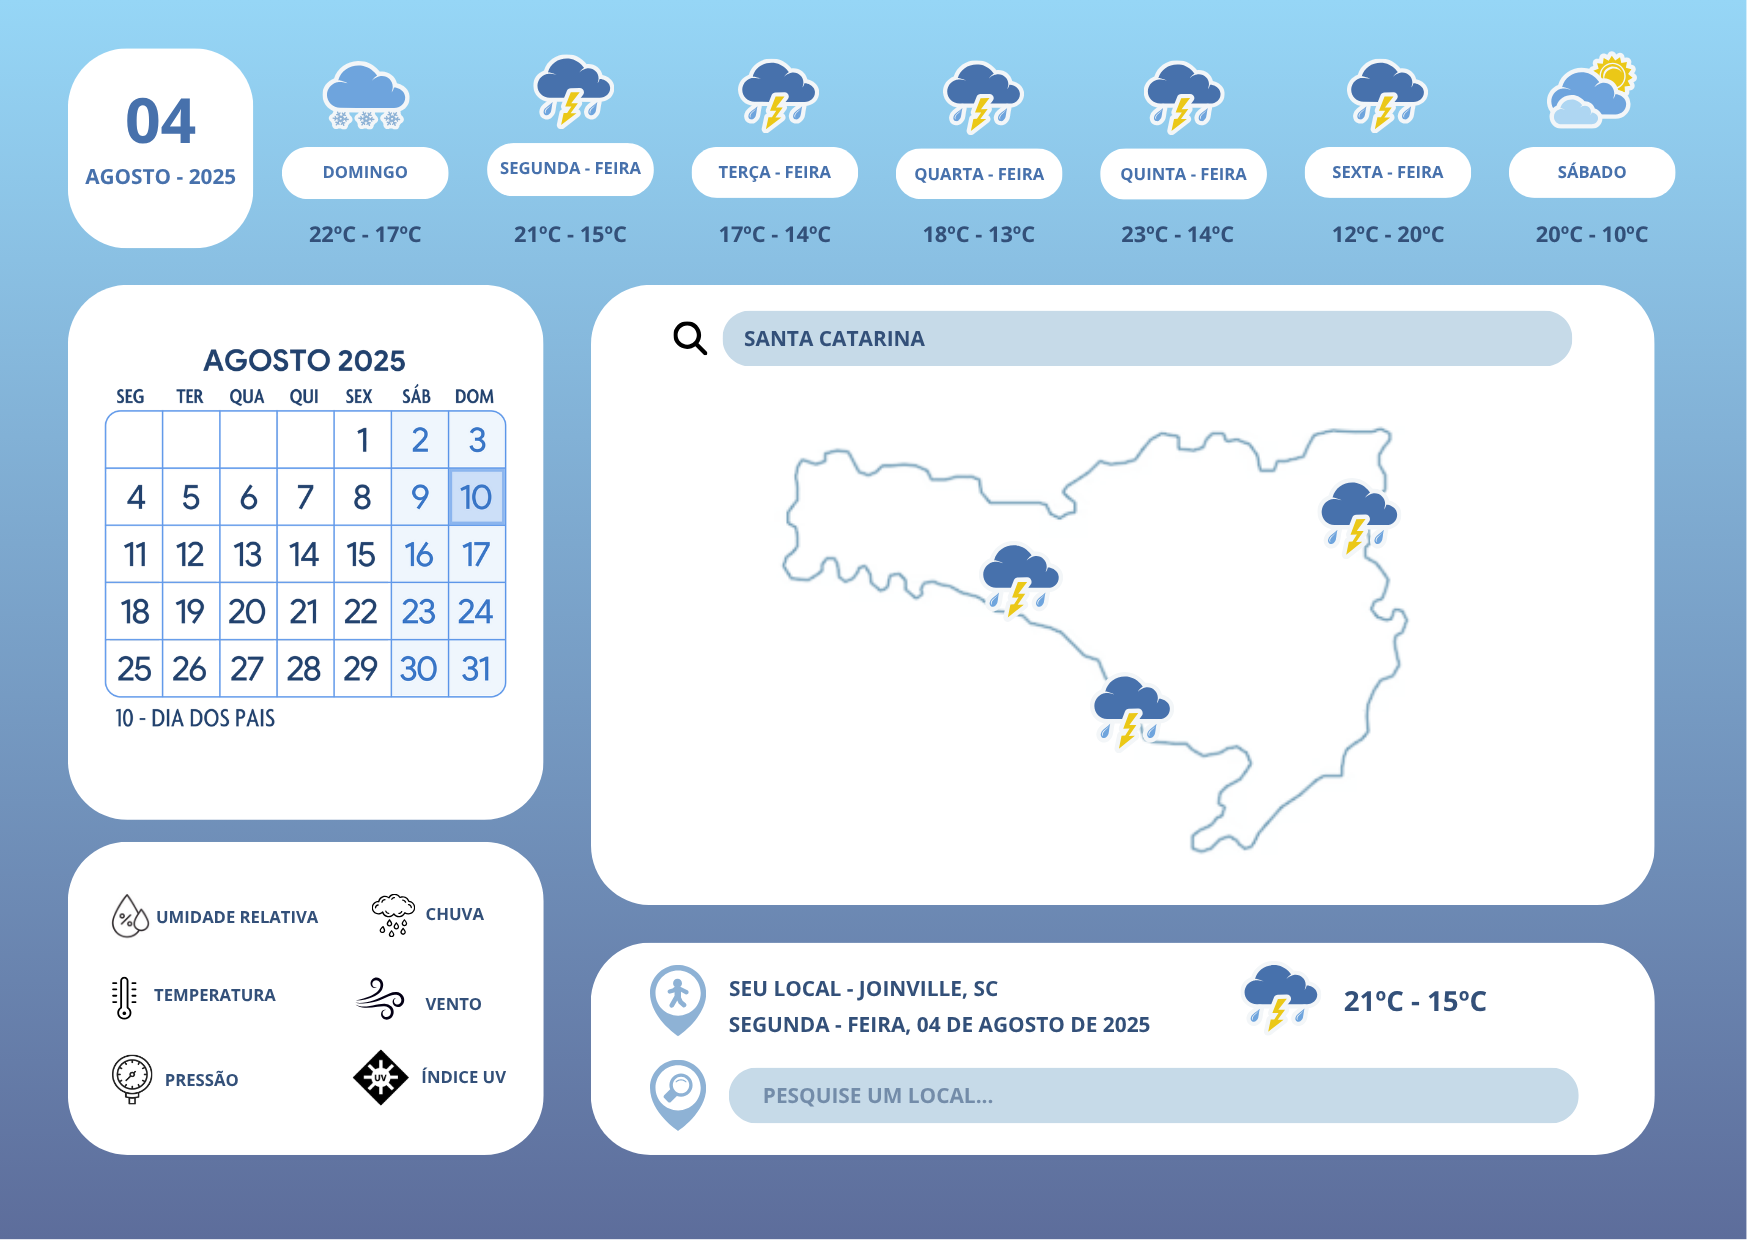 04
AGOSTO - 2025
DOMINGO
22°C - 17°C
SEGUNDA - FEIRA
21°C - 15°C
TERÇA - FEIRA
17°C - 14°C
QUARTA - FEIRA
18°C - 13°C
QUINTA - FEIRA
23°C - 14°C
SEXTA - FEIRA
12°C - 20°C
SÁBADO
20°C - 10°C
AGOSTO 2025
SEG TER QUA QUI SEX SÁB DOM
1 2 3
4 5 6 7 8 9 10
11 12 13 14 15 16 17
18 19 20 21 22 23 24
25 26 27 28 29 30 31
10 - DIA DOS PAIS
SANTA CATARINA
% UMIDADE RELATIVA
CHUVA
TEMPERATURA
VENTO
PRESSÃO
UV ÍNDICE UV
SEU LOCAL - JOINVILLE, SC
SEGUNDA - FEIRA, 04 DE AGOSTO DE 2025
21°C - 15°C
PESQUISE UM LOCAL...